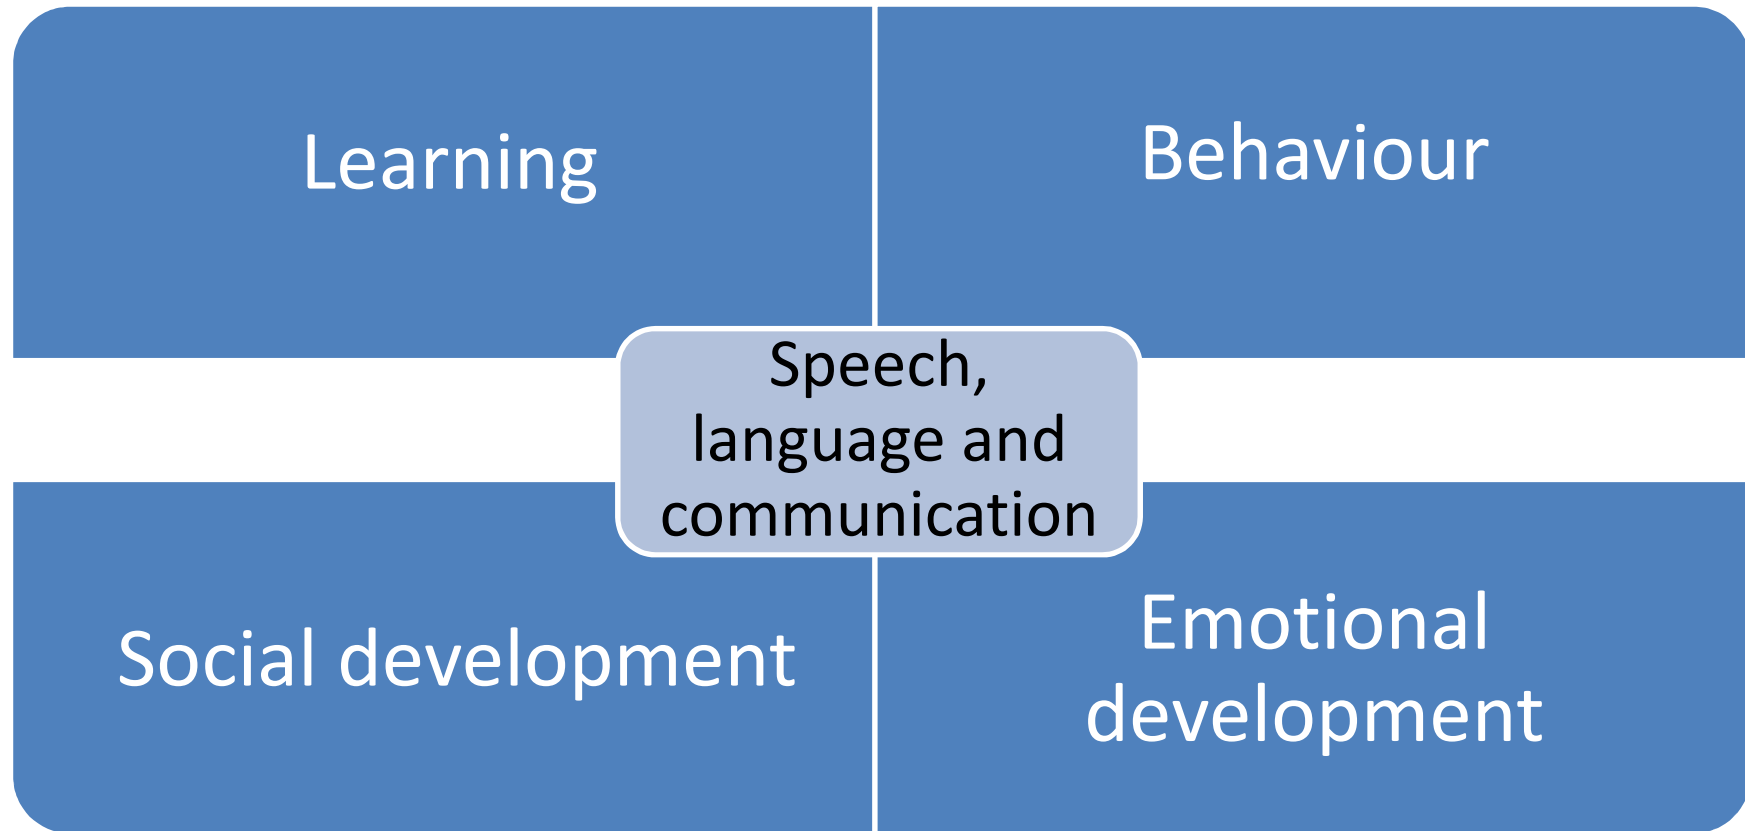 Learning
Behaviour
Speech,
language and
communication
Social development
Emotional
development